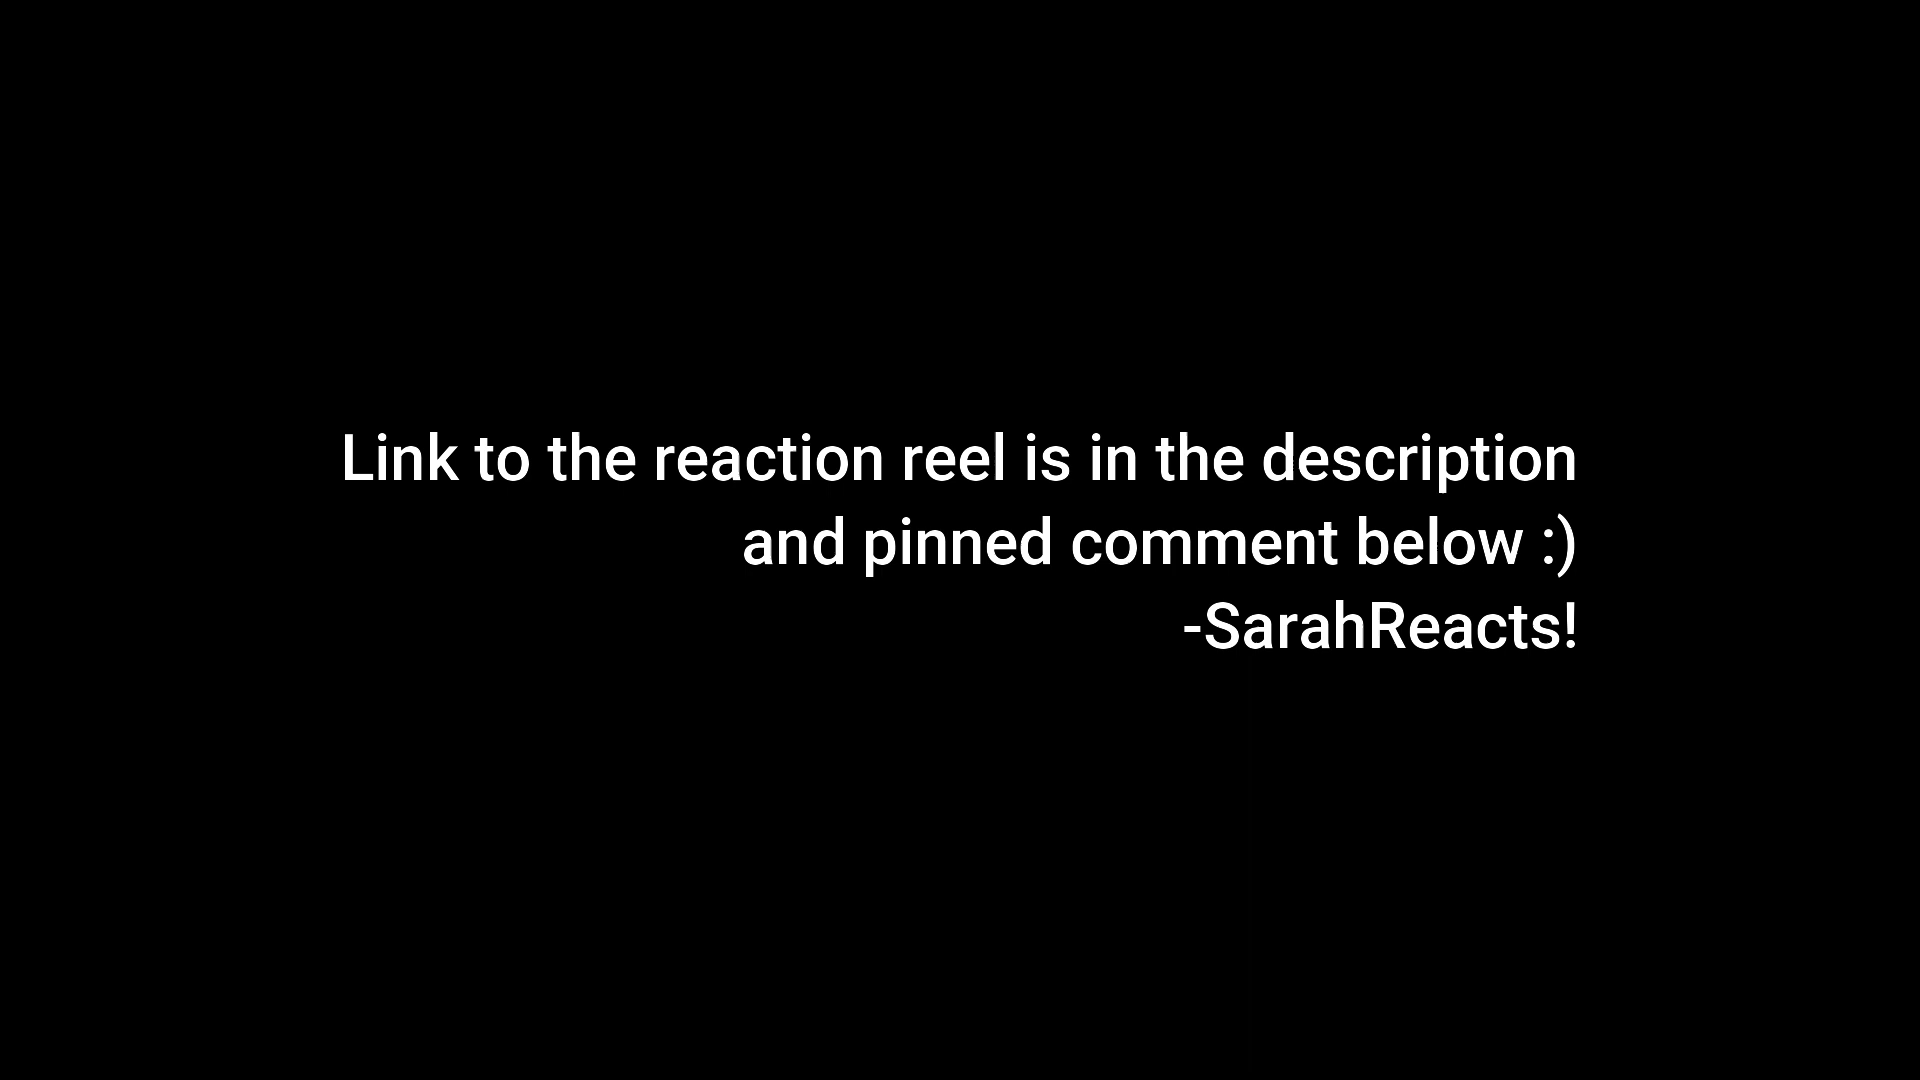 Link to the reaction reel is in the description
and pinned comment below :)
-SarahReacts!